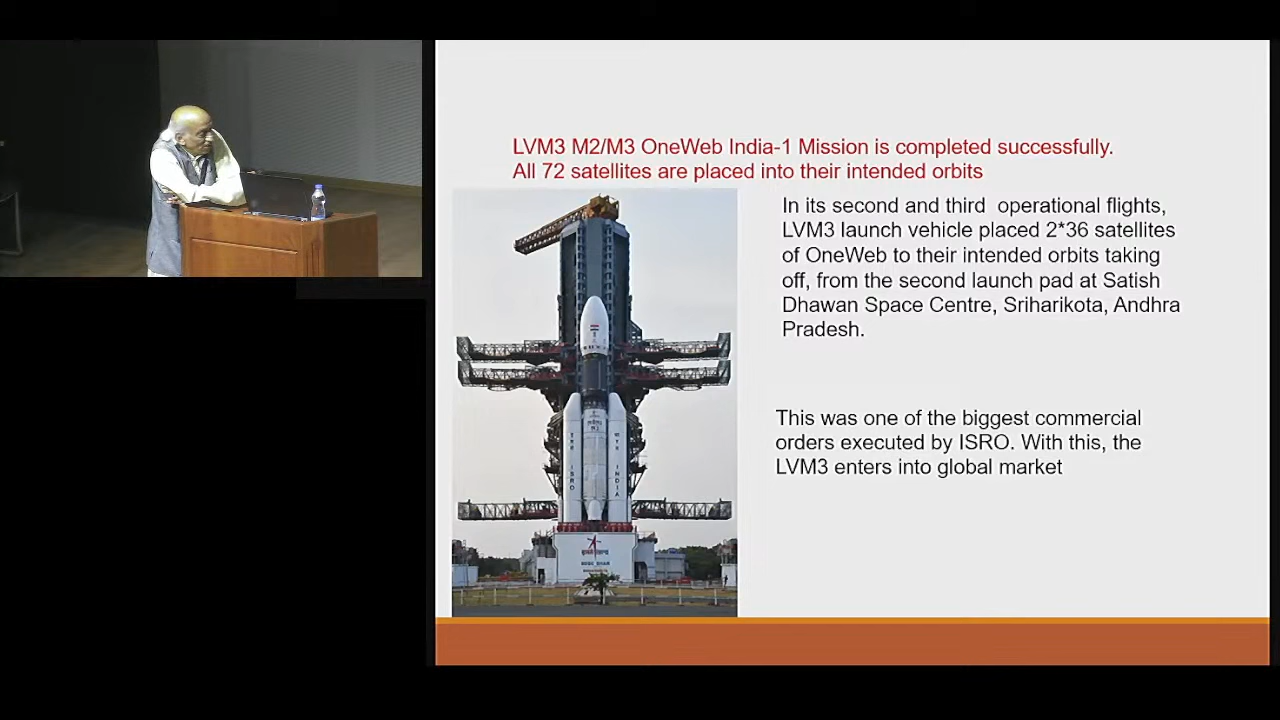 LVM3 M2/M3 OneWeb India-1 Mission is completed successfully.
All 72 satellites are placed into their intended orbits
In its second and third operational flights,
LVM3 launch vehicle placed 2*36 satellites
of OneWeb to their intended orbits taking
off, from the second launch pad at Satish
Dhawan Space Centre, Sriharikota, Andhra
Pradesh.
This was one of the biggest commercial
orders executed by ISRO. With this, the
LVM3 enters into global market
ISRO
INDIA